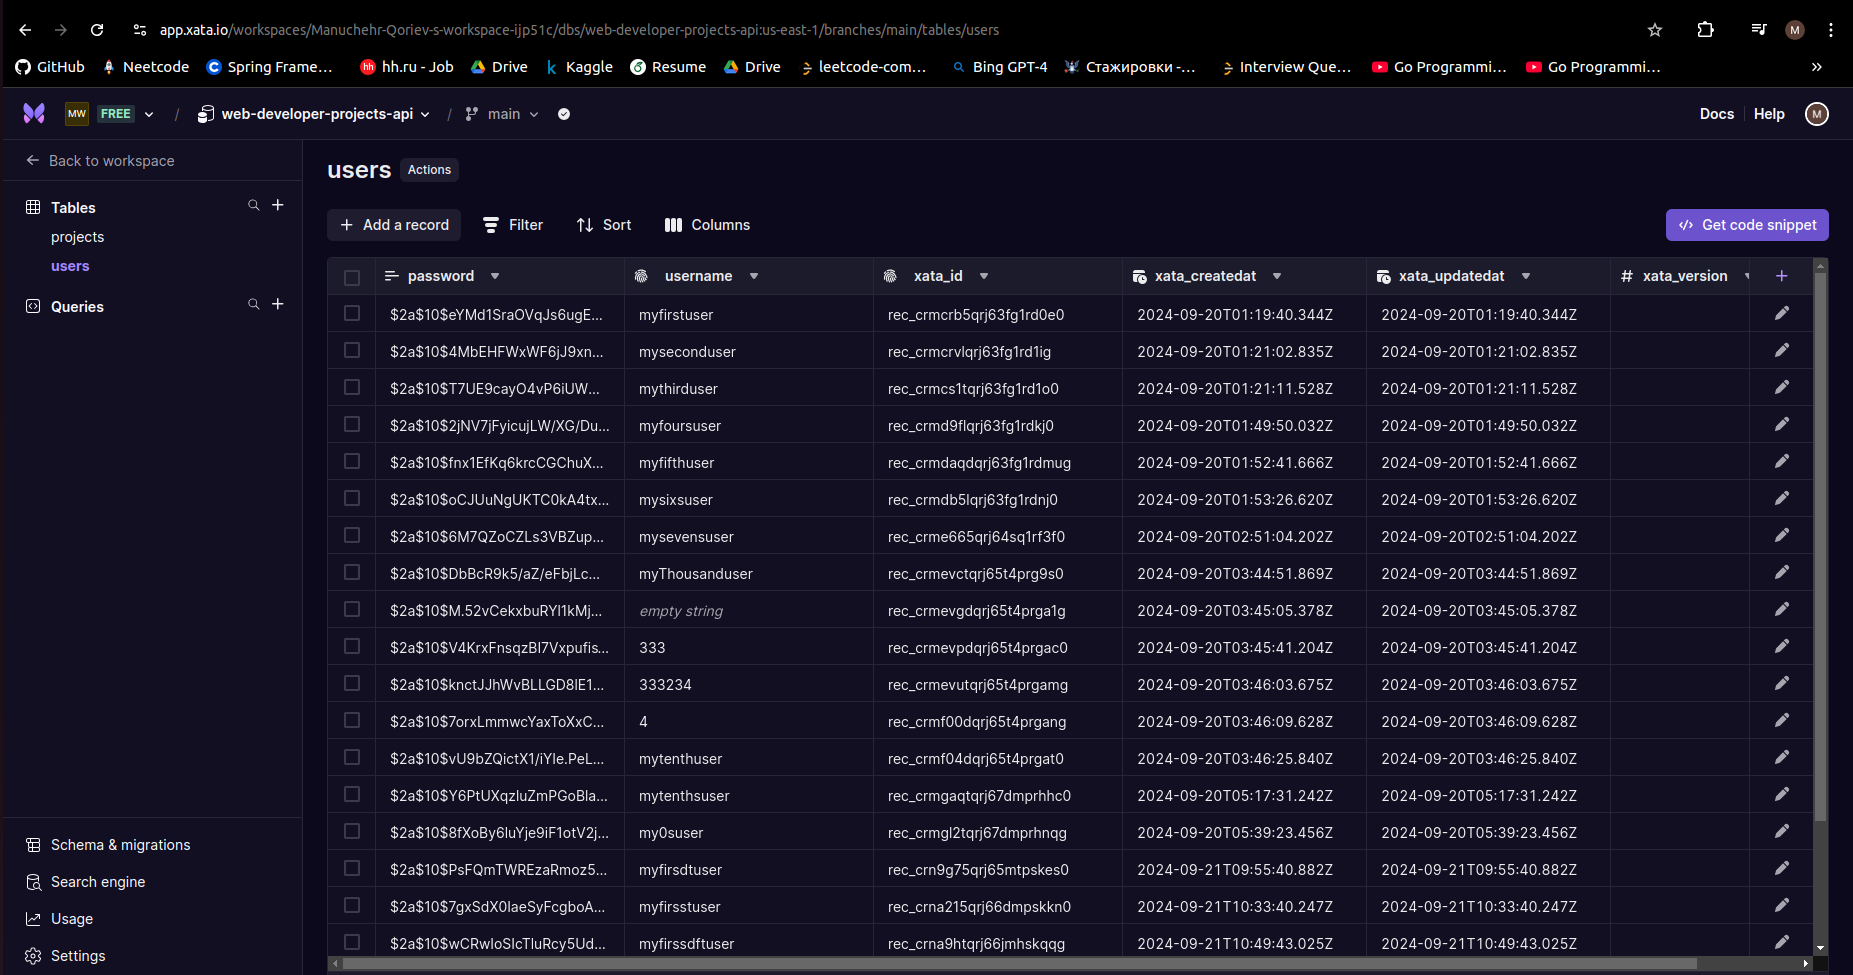 app.xata.io/workspaces/Manuchehr-Qoriev-s-workspace-ijp51c/dbs/web-developer-projects-api:us-east-1/branches/main/tables/users
M
GitHub Neetcode Spring Frame… hh hh.ru - Job Drive k Kaggle Resume Drive leetcode-com… Bing GPT-4 Стажировки -… Interview Que… Go Programmi… Go Programmi… »
MW FREE / web-developer-projects-api / main Docs Help M
Back to workspace
Tables
projects
users
Queries
Schema & migrations
Search engine
Usage
Settings
users Actions
+ Add a record Filter Sort Columns Get code snippet
password username xata_id xata_createdat xata_updatedat # xata_version +
$2a$10$eYMd1SraOVqJs6ugE... myfirstuser rec_crmcrb5qrj63fg1rd0e0 2024-09-20T01:19:40.344Z 2024-09-20T01:19:40.344Z
$2a$10$4MbEHFWxWF6jJ9xn... myseconduser rec_crmcrvlqrj63fg1rd1ig 2024-09-20T01:21:02.835Z 2024-09-20T01:21:02.835Z
$2a$10$T7UE9cayO4vP6iUW... mythirduser rec_crmcs1tqrj63fg1rd1o0 2024-09-20T01:21:11.528Z 2024-09-20T01:21:11.528Z
$2a$10$2jNV7jFyicujLW/XG/Du... myfoursuser rec_crmd9flqrj63fg1rdkj0 2024-09-20T01:49:50.032Z 2024-09-20T01:49:50.032Z
$2a$10$fnx1EfKq6krcCGChuX... myfifthuser rec_crmdaqdqrj63fg1rdmug 2024-09-20T01:52:41.666Z 2024-09-20T01:52:41.666Z
$2a$10$oCJUuNgUKTC0kA4tx... mysixsuser rec_crmdb5lqrj63fg1rdnj0 2024-09-20T01:53:26.620Z 2024-09-20T01:53:26.620Z
$2a$10$6M7QZoCZLs3VBZup... mysevensuser rec_crme665qrj64sq1rf3f0 2024-09-20T02:51:04.202Z 2024-09-20T02:51:04.202Z
$2a$10$DbBcR9k5/aZ/eFbjLc... myThousanduser rec_crmevctqrj65t4prg9s0 2024-09-20T03:44:51.869Z 2024-09-20T03:44:51.869Z
$2a$10$M.52vCekxbuRYl1kMj... empty string rec_crmevgdqrj65t4prga1g 2024-09-20T03:45:05.378Z 2024-09-20T03:45:05.378Z
$2a$10$V4KrxFnsqzBI7Vxpufis... 333 rec_crmevpdqrj65t4prgac0 2024-09-20T03:45:41.204Z 2024-09-20T03:45:41.204Z
$2a$10$knctJJhWvBLLGD8lE1... 333234 rec_crmevutqrj65t4prgamg 2024-09-20T03:46:03.675Z 2024-09-20T03:46:03.675Z
$2a$10$7orxLmmwcYaxToXxC... 4 rec_crmf00dqrj65t4prgang 2024-09-20T03:46:09.628Z 2024-09-20T03:46:09.628Z
$2a$10$vU9bZQictX1/iYIe.PeL... mytenthuser rec_crmf04dqrj65t4prgat0 2024-09-20T03:46:25.840Z 2024-09-20T03:46:25.840Z
$2a$10$Y6PtUXqzluZmPGoBla... mytenthsuser rec_crmgaqtqrj67dmprhhc0 2024-09-20T05:17:31.242Z 2024-09-20T05:17:31.242Z
$2a$10$8fXoBy6luYje9iF1otV2j... my0suser rec_crmgl2tqrj67dmprhnqg 2024-09-20T05:39:23.456Z 2024-09-20T05:39:23.456Z
$2a$10$PsFQmTWREzaRmoz5... myfirsdtuser rec_crn9g75qrj65mtpskes0 2024-09-21T09:55:40.882Z 2024-09-21T09:55:40.882Z
$2a$10$7gxSdX0laeSyFcgboA... myfirsstuser rec_crna215qrj66dmpskkn0 2024-09-21T10:33:40.247Z 2024-09-21T10:33:40.247Z
$2a$10$wCRwIoSlcTluRcy5Ud... myfirssdftuser rec_crna9htqrj66jmhskqqg 2024-09-21T10:49:43.025Z 2024-09-21T10:49:43.025Z